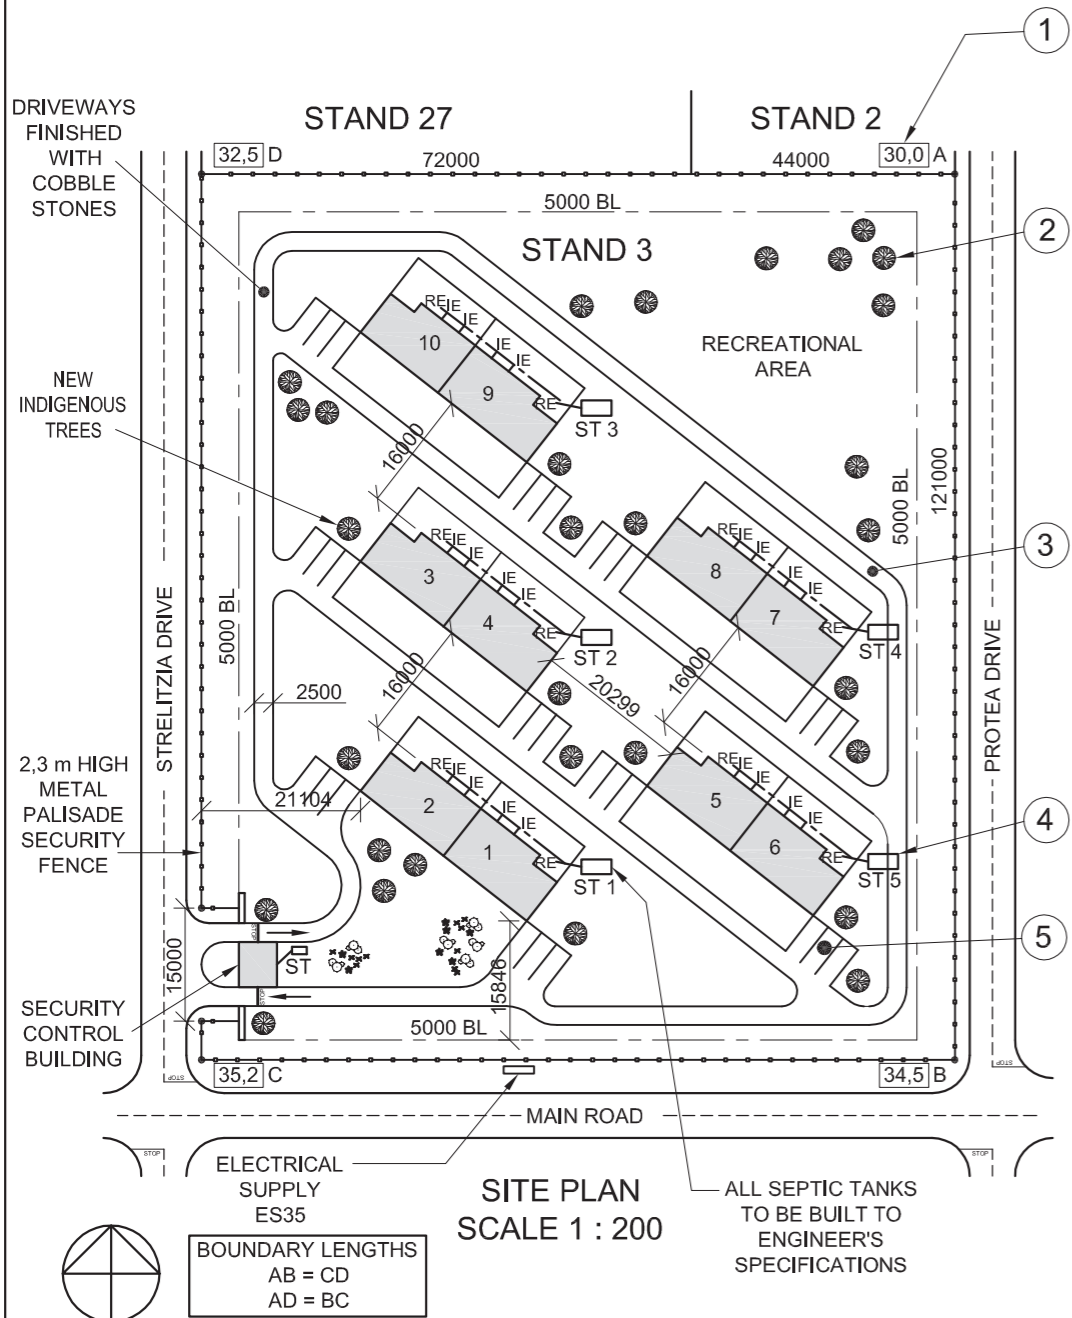 1
STAND 27
STAND 2
DRIVEWAYS
FINISHED
WITH
COBBLE
STONES
32,5 D
72000
44000
30,0 A
5000 BL
2
STAND 3
RECREATIONAL
AREA
NEW
INDIGENOUS
TREES
RE
IE
IE
IE
IE
RE
10
9
ST 3
16000
5000 BL
121000
3
RE
IE
IE
IE
IE
RE
3
4
ST 2
RE
IE
IE
IE
IE
RE
8
7
ST 4
STRELITZIA DRIVE
5000 BL
PROTEA DRIVE
16000
20299
16000
2500
2,3 m HIGH
METAL
PALISADE
SECURITY
FENCE
21104
RE
IE
IE
IE
IE
RE
2
1
ST 1
RE
IE
IE
IE
IE
RE
5
6
ST 5
4
5
STOP
ST
15000
15846
STOP
SECURITY
CONTROL
BUILDING
5000 BL
STOP
35,2 C
34,5 B
MAIN ROAD
STOP
STOP
ELECTRICAL
SUPPLY
ES35
SITE PLAN
SCALE 1 : 200
ALL SEPTIC TANKS
TO BE BUILT TO
ENGINEER'S
SPECIFICATIONS
BOUNDARY LENGTHS
AB = CD
AD = BC